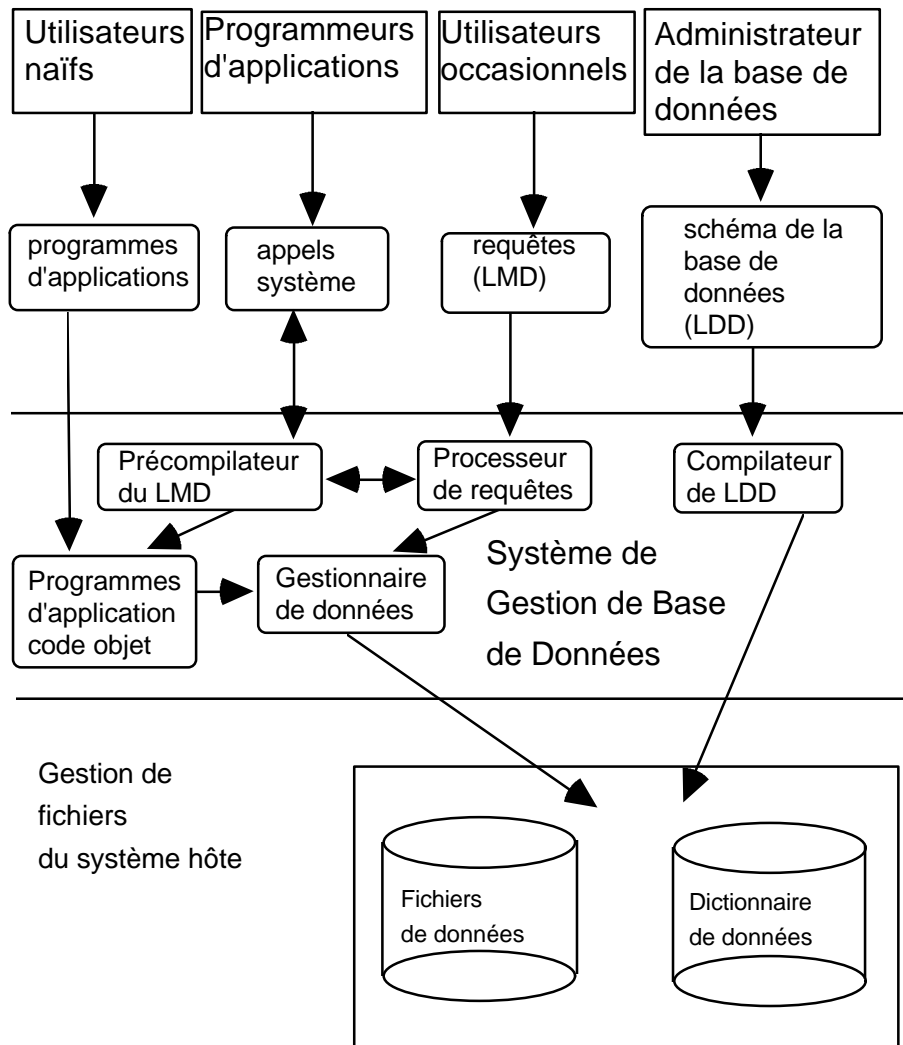 Utilisateurs
naïfs
Programmeurs
d'applications
Utilisateurs
occasionnels
Administrateur
de la base de
données
programmes
d'applications
appels
système
requêtes
(LMD)
schéma de la
base de
données
(LDD)
Précompilateur
du LMD
Processeur
de requêtes
Compilateur
de LDD
Programmes
d'application
code objet
Gestionnaire
de données
Système de
Gestion de Base
de Données
Gestion de
fichiers
du système hôte
Fichiers
de données
Dictionnaire
de données